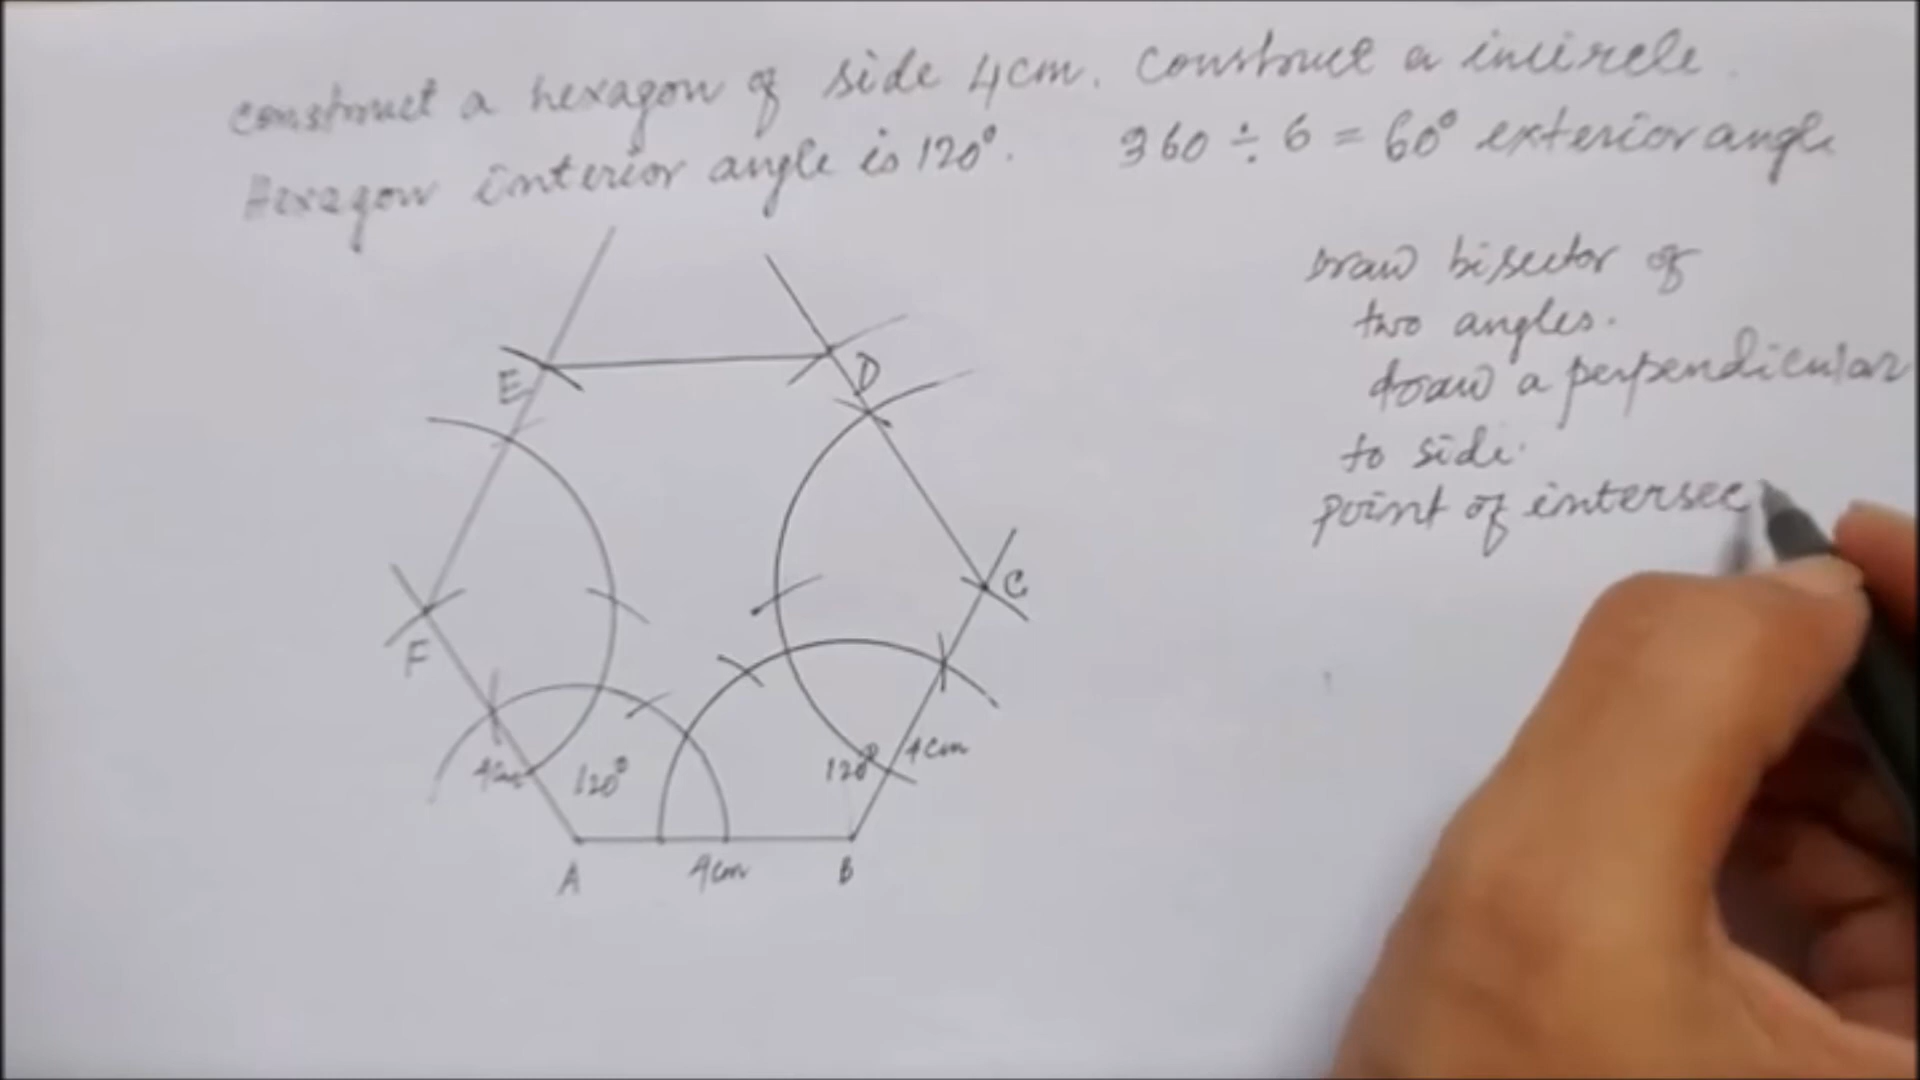 construct a hexagon of side 4cm. Construct a incircle.
Hexagon interior angle is 120°. 360 ÷ 6 = 60° exterior angle
Draw bisector of
two angles.
draw a perpendicular
to side.
point of intersec
E
D
C
F
4cm
120°
120°
4cm
A
4cm
B